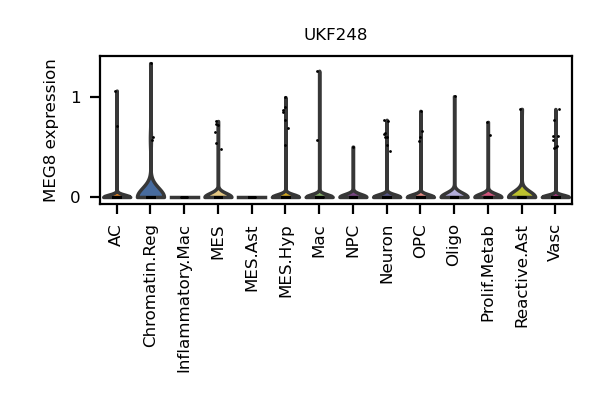 UKF248
MEG8 expression
1
0
AC
Chromatin.Reg
Inflammatory.Mac
MES
MES.Ast
MES.Hyp
Mac
NPC
Neuron
OPC
Oligo
Prolif.Metab
Reactive.Ast
Vasc